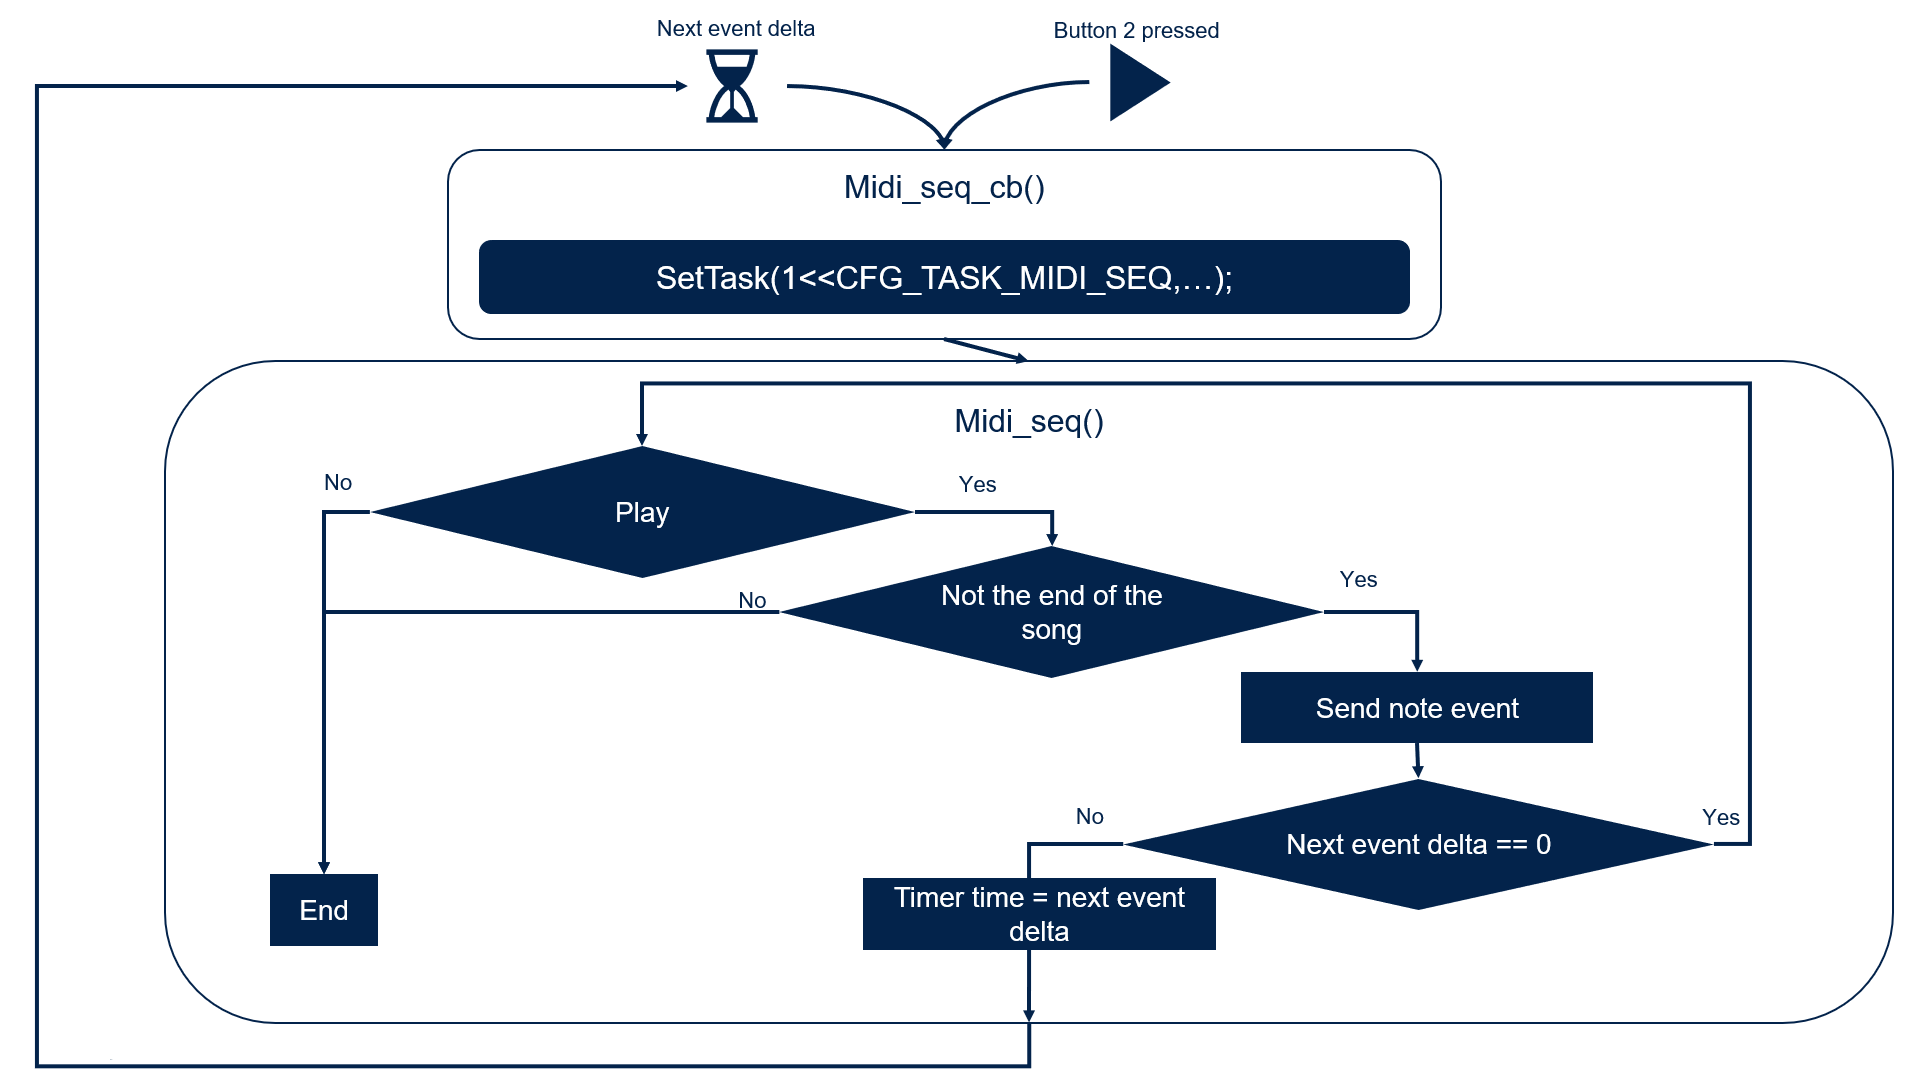 Next event delta
Button 2 pressed
Midi_seq_cb()
SetTask(1<<CFG_TASK_MIDI_SEQ,…);
Midi_seq()
No
Yes
Play
Not the end of the
song
No
Yes
Send note event
No
Yes
Next event delta == 0
Timer time = next event
delta
End